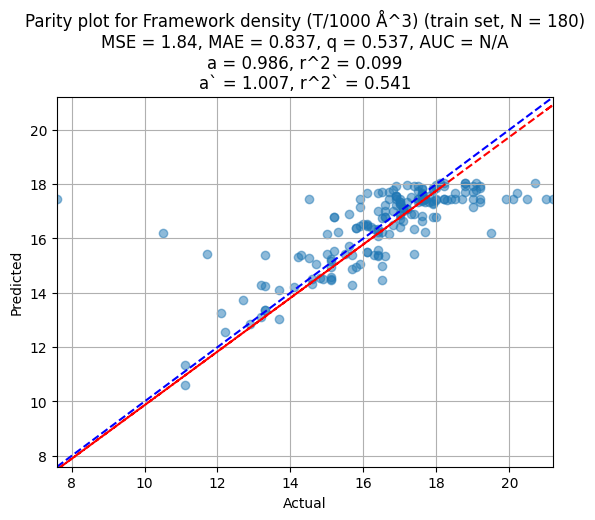 Parity plot for Framework density (T/1000 Å^3) (train set, N = 180)
MSE = 1.84, MAE = 0.837, q = 0.537, AUC = N/A
a = 0.986, r^2 = 0.099
a` = 1.007, r^2` = 0.541
20
18
16
14
12
10
8
Predicted
8 10 12 14 16 18 20
Actual